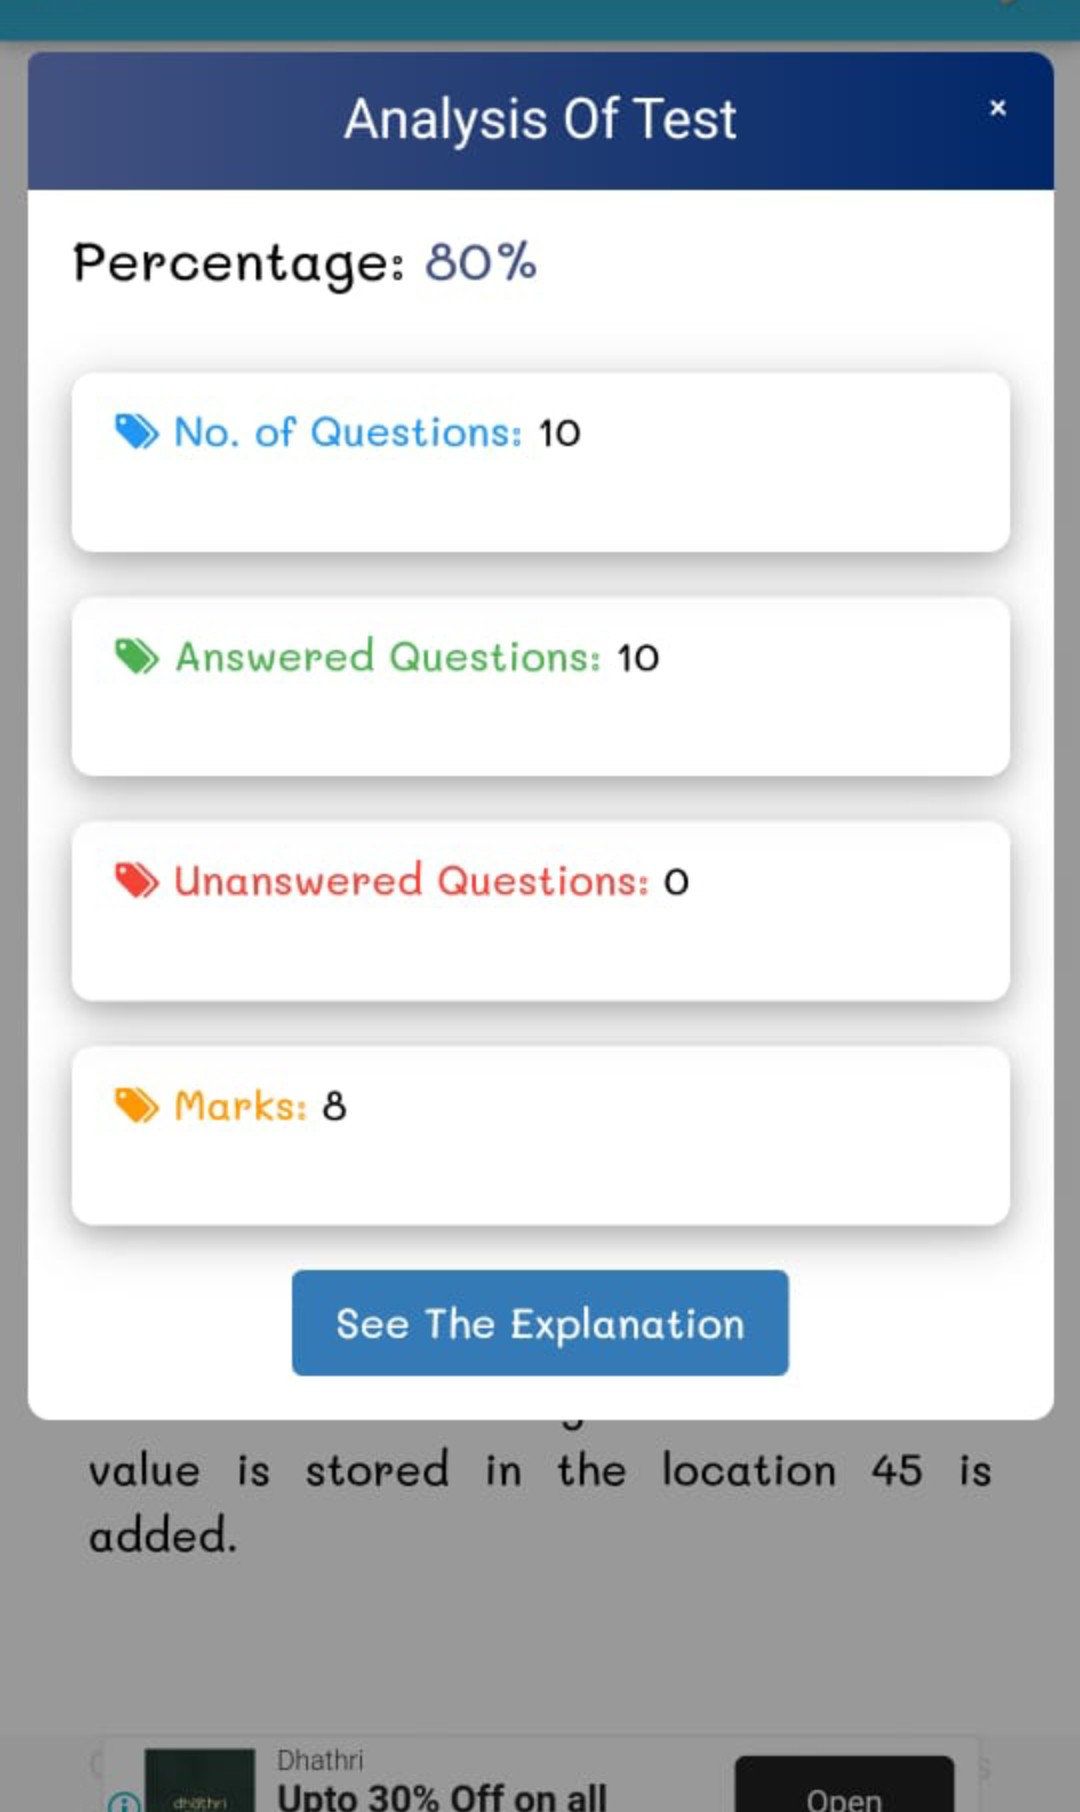 Analysis Of Test
×
Percentage: 80%
No. of Questions: 10
Answered Questions: 10
Unanswered Questions: 0
Marks: 8
See The Explanation
value is stored in the location 45 is
added.
Dhathri
Upto 30% Off on all
Open
dhathri